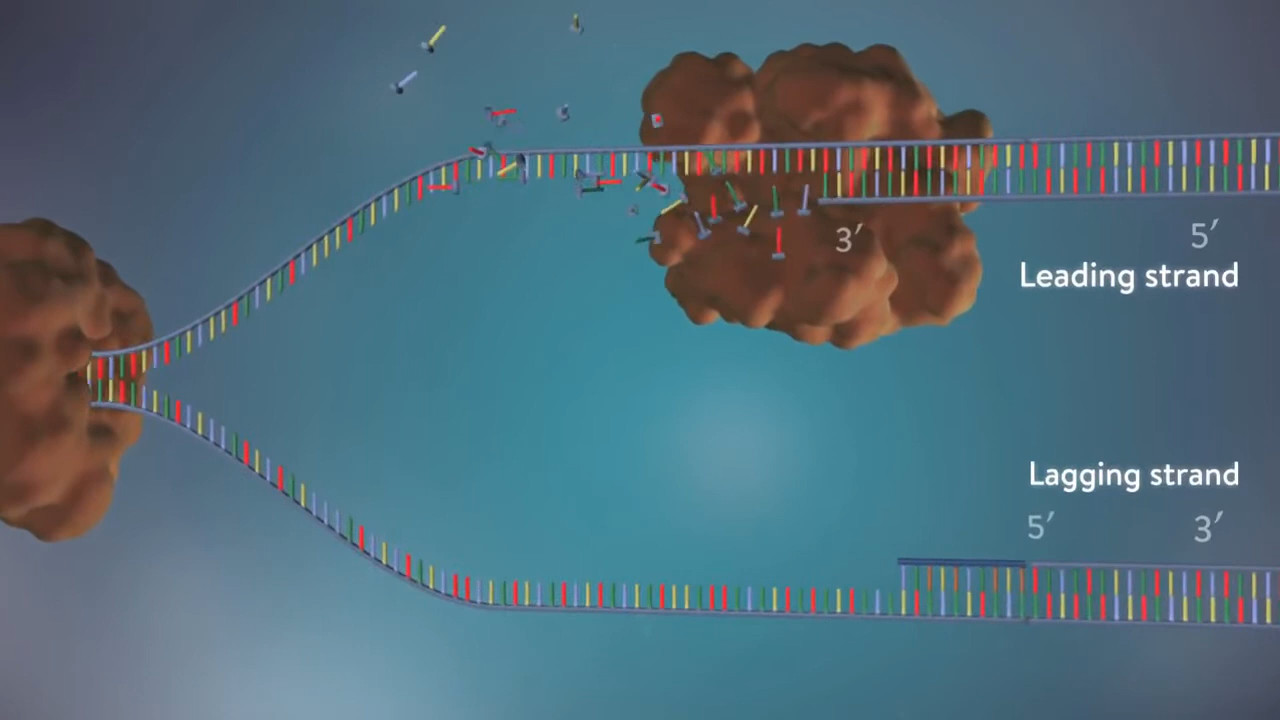 3′ 5′
Leading strand
Lagging strand
5′ 3′